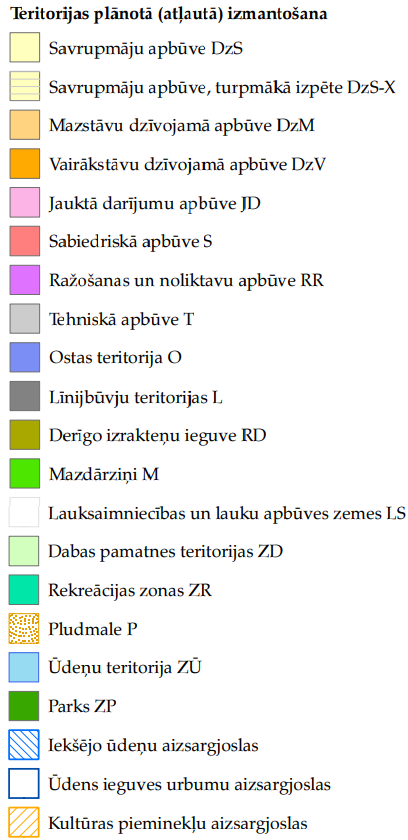 Teritorijas plānotā (atļautā) izmantošana
Savrupmāju apbūve DzS
Savrupmāju apbūve, turpmākā izpēte DzS-X
Mazstāvu dzīvojamā apbūve DzM
Vairākstāvu dzīvojamā apbūve DzV
Jauktā darījumu apbūve JD
Sabiedriskā apbūve S
Ražošanas un noliktavu apbūve RR
Tehniskā apbūve T
Ostas teritorija O
Līnijbūvju teritorijas L
Derīgo izrakteņu ieguve RD
Mazdārziņi M
Lauksaimniecības un lauku apbūves zemes LS
Dabas pamatnes teritorijas ZD
Rekreācijas zonas ZR
Pludmale P
Ūdeņu teritorija ZŪ
Parks ZP
Iekšējo ūdeņu aizsargjoslas
Ūdens ieguves urbumu aizsargjoslas
Kultūras pieminekļu aizsargjoslas